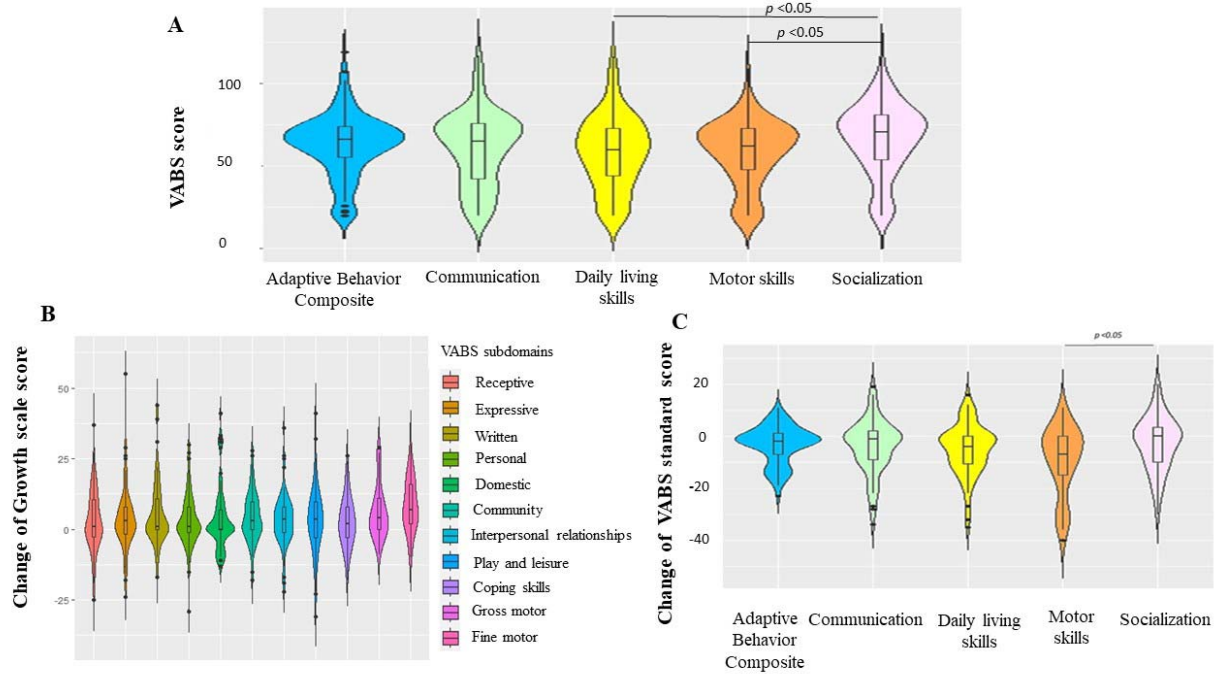 A
p <0.05
p <0.05
VABS score
100
50
0
Adaptive Behavior
Composite
Communication
Daily living
skills
Motor skills
Socialization
B
Change of Growth scale score
50
25
0
-25
VABS subdomains
Receptive
Expressive
Written
Personal
Domestic
Community
Interpersonal relationships
Play and leisure
Coping skills
Gross motor
Fine motor
C
p <0.05
Change of VABS standard score
20
0
-20
-40
Adaptive
Behavior
Composite
Communication
Daily living
skills
Motor
skills
Socialization